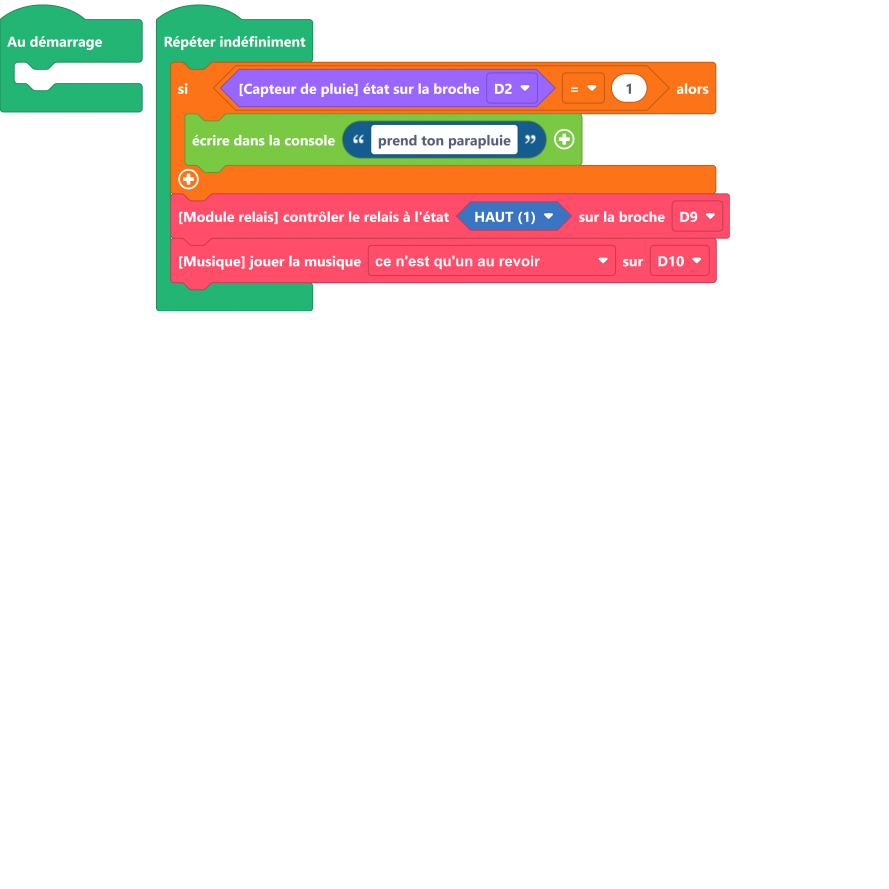 Au démarrage
Répéter indéfiniment
si [Capteur de pluie] état sur la broche D2 = 1 alors
écrire dans la console “ prend ton parapluie ”
[Module relais] contrôler le relais à l'état HAUT (1) sur la broche D9
[Musique] jouer la musique ce n'est qu'un au revoir sur D10